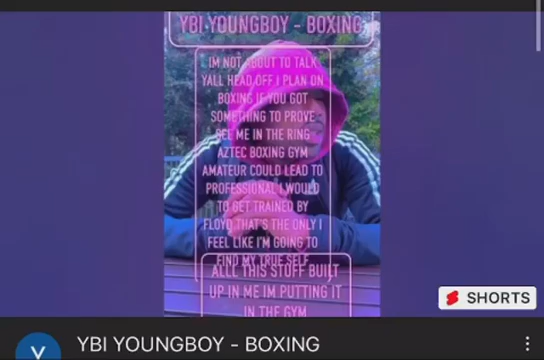 YBI YOUNGBOY - BOXING
IM NOT ABOUT TO TALK
YALL HEAD OFF I PLAN ON
BOXING IF YOU GOT
SOMETHING TO PROVE
SEE ME IN THE RING
AZTEC BOXING GYM
AMATEUR COULD LEAD TO
PROFESSIONAL I WOULD
TO GET TRAINED BY
FLOYD THAT'S THE ONLY I
FEEL LIKE I'M GOING TO
FIND MY TRUE SELF
ALLL THIS STUFF BUILT
UP IN ME IM PUTTING IT
IN THE GYM
SHORTS
Y
YBI YOUNGBOY - BOXING